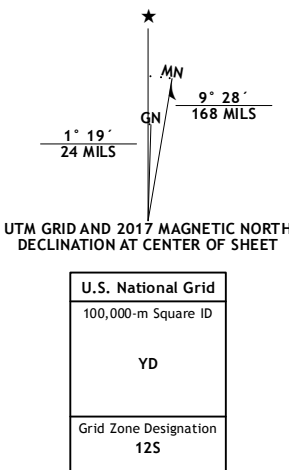 ★
MN
GN
9° 28´
168 MILS
1° 19´
24 MILS
UTM GRID AND 2017 MAGNETIC NORTH
DECLINATION AT CENTER OF SHEET
U.S. National Grid
100,000-m Square ID
YD
Grid Zone Designation
12S